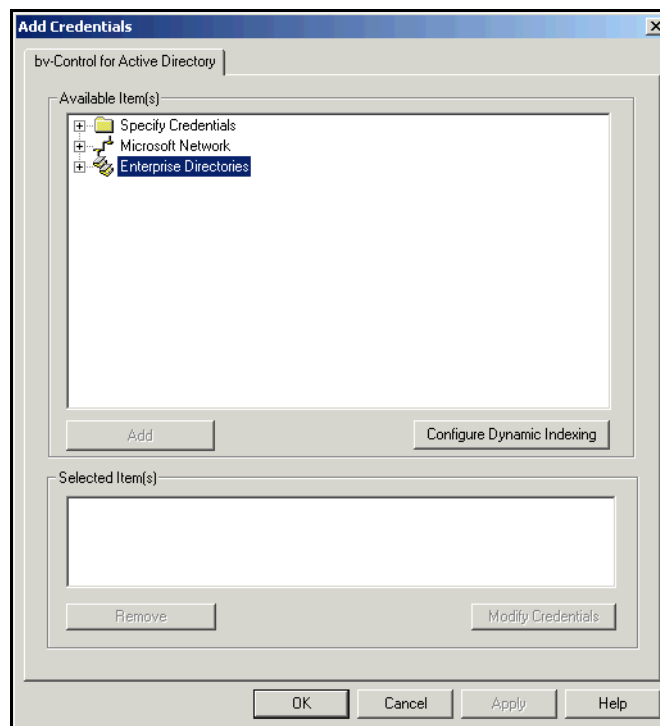 Add Credentials
bv-Control for Active Directory
Available Item(s)
Specify Credentials
Microsoft Network
Enterprise Directories
Add
Configure Dynamic Indexing
Selected Item(s)
Remove
Modify Credentials
OK
Cancel
Apply
Help